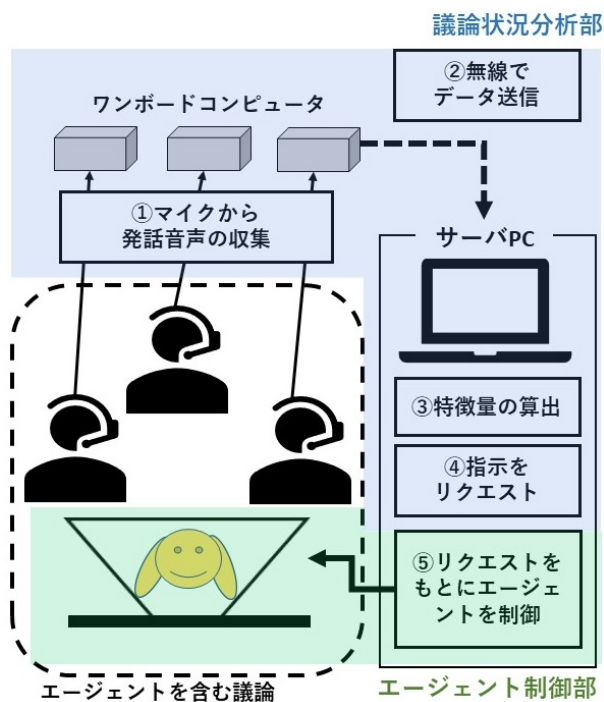 議論状況分析部
②無線で
データ送信
ワンボードコンピュータ
①マイクから
発話音声の収集
サーバPC
③特徴量の算出
④指示を
リクエスト
⑤リクエストを
もとにエージェ
ントを制御
エージェントを含む議論
エージェント制御部